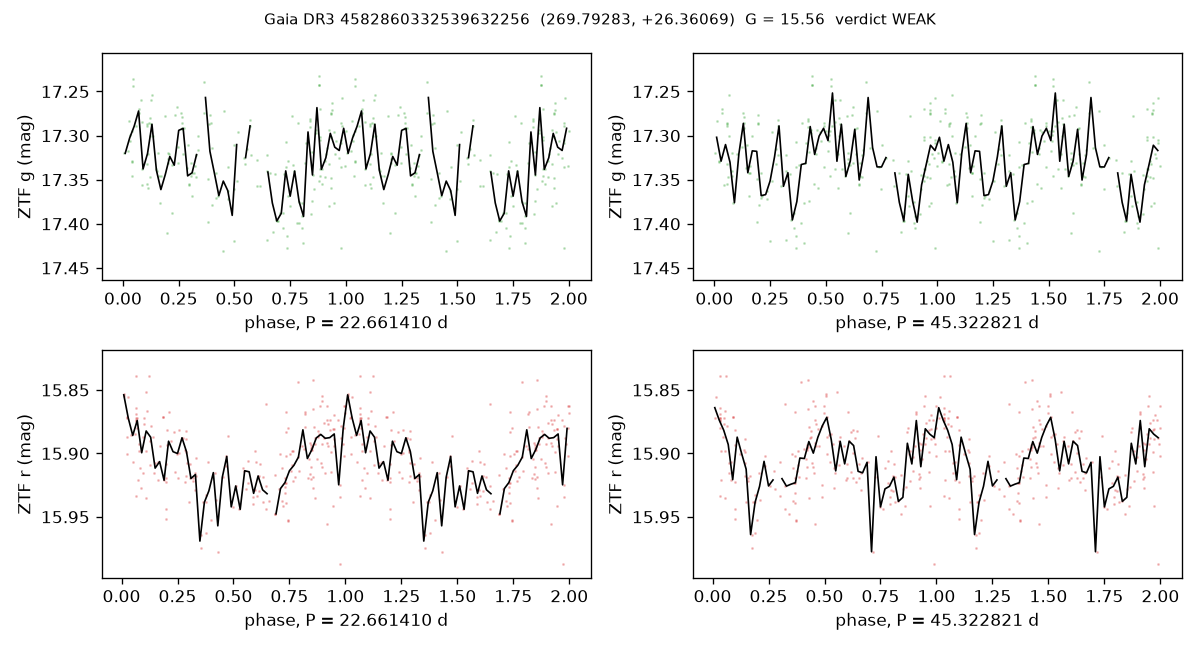 Gaia DR3 4582860332539632256 (269.79283, +26.36069) G = 15.56 verdict WEAK
ZTF g (mag)
17.25
17.30
17.35
17.40
17.45
0.00 0.25 0.50 0.75 1.00 1.25 1.50 1.75 2.00
phase, P = 22.661410 d
ZTF g (mag)
17.25
17.30
17.35
17.40
17.45
0.00 0.25 0.50 0.75 1.00 1.25 1.50 1.75 2.00
phase, P = 45.322821 d
ZTF r (mag)
15.85
15.90
15.95
0.00 0.25 0.50 0.75 1.00 1.25 1.50 1.75 2.00
phase, P = 22.661410 d
ZTF r (mag)
15.85
15.90
15.95
0.00 0.25 0.50 0.75 1.00 1.25 1.50 1.75 2.00
phase, P = 45.322821 d